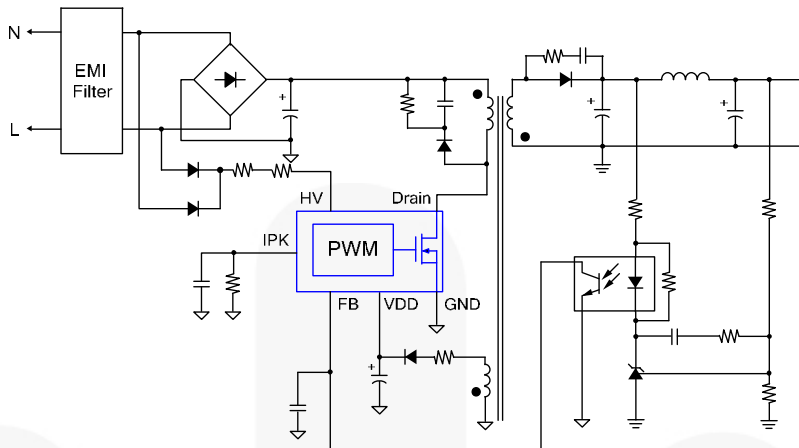 N
EMI
Filter
L
HV
Drain
IPK
PWM
FB
VDD
GND
+
+
+
+